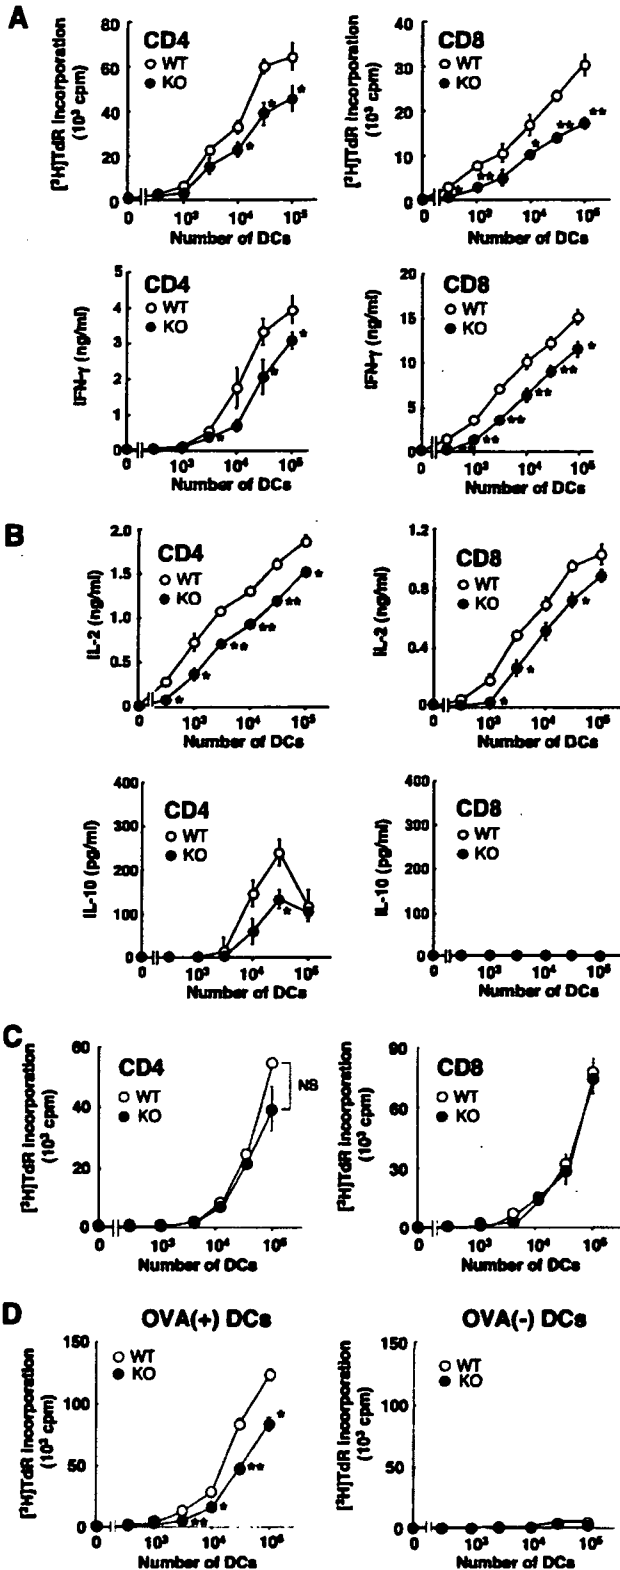 A
CD4
WT
KO
[³H]TdR incorporation
(10³ cpm)
80
60
40
20
0
0 10³ 10⁴ 10⁵
Number of DCs
CD8
WT
KO
[³H]TdR incorporation
(10³ cpm)
40
30
20
10
0
0 10³ 10⁴ 10⁵
Number of DCs
CD4
WT
KO
IFN-γ (ng/ml)
5
4
3
2
1
0
0 10³ 10⁴ 10⁵
Number of DCs
CD8
WT
KO
IFN-γ (ng/ml)
20
15
10
5
0
0 10³ 10⁴ 10⁵
Number of DCs
B
CD4
WT
KO
IL-2 (ng/ml)
2.0
1.5
1.0
0.5
0
0 10³ 10⁴ 10⁵
Number of DCs
CD8
WT
KO
IL-2 (ng/ml)
1.2
0.8
0.4
0
0 10³ 10⁴ 10⁵
Number of DCs
CD4
WT
KO
IL-10 (pg/ml)
400
300
200
100
0
0 10³ 10⁴ 10⁵
Number of DCs
CD8
WT
KO
IL-10 (pg/ml)
400
300
200
100
0
0 10³ 10⁴ 10⁵
Number of DCs
C
CD4
WT
KO
NS
[³H]TdR incorporation
(10³ cpm)
60
40
20
0
0 10³ 10⁴ 10⁵
Number of DCs
CD8
WT
KO
[³H]TdR incorporation
(10³ cpm)
90
60
30
0
0 10³ 10⁴ 10⁵
Number of DCs
D
OVA(+) DCs
WT
KO
[³H]TdR incorporation
(10³ cpm)
150
100
50
0
0 10³ 10⁴ 10⁵
Number of DCs
OVA(-) DCs
WT
KO
[³H]TdR incorporation
(10³ cpm)
150
100
50
0
0 10³ 10⁴ 10⁵
Number of DCs